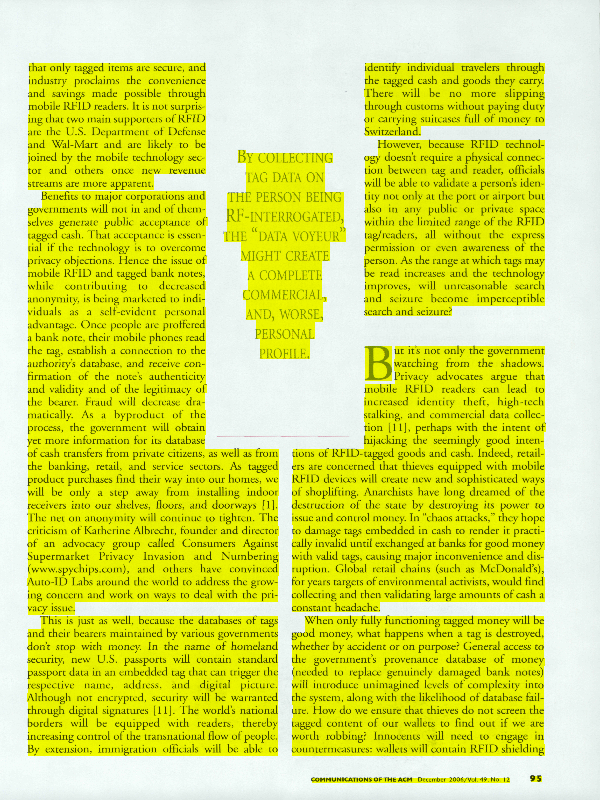 that only tagged items are secure, and
industry proclaims the convenience
and savings made possible through
mobile RFID readers. It is not surpris-
ing that two main supporters of RFID
are the U.S. Department of Defense
and Wal-Mart and are likely to be
joined by the mobile technology sec-
tor and others once new revenue
streams are more apparent.
Benefits to major corporations and
governments will not in and of them-
selves generate public acceptance of
tagged cash. That acceptance is essen-
tial if the technology is to overcome
privacy objections. Hence the issue of
mobile RFID and tagged bank notes,
while contributing to decreased
anonymity, is being marketed to indi-
viduals as a self-evident personal
advantage. Once people are proffered
a bank note, their mobile phones read
the tag, establish a connection to the
authority's database, and receive con-
firmation of the note's authenticity
and validity and of the legitimacy of
the bearer. Fraud will decrease dra-
matically. As a byproduct of the
process, the government will obtain
yet more information for its database
of cash transfers from private citizens, as well as from
the banking, retail, and service sectors. As tagged
product purchases find their way into our homes, we
will be only a step away from installing indoor
receivers into our shelves, floors, and doorways [1].
The net on anonymity will continue to tighten. The
criticism of Katherine Albrecht, founder and director
of an advocacy group called Consumers Against
Supermarket Privacy Invasion and Numbering
(www.spychips.com), and others have convinced
Auto-ID Labs around the world to address the grow-
ing concern and work on ways to deal with the pri-
vacy issue.
This is just as well, because the databases of tags
and their bearers maintained by various governments
don't stop with money. In the name of homeland
security, new U.S. passports will contain standard
passport data in an embedded tag that can trigger the
respective name, address, and digital picture.
Although not encrypted, security will be warranted
through digital signatures [11]. The world's national
borders will be equipped with readers, thereby
increasing control of the transnational flow of people.
By extension, immigration officials will be able to
BY COLLECTING
TAG DATA ON
THE PERSON BEING
RF-INTERROGATED,
THE "DATA VOYEUR"
MIGHT CREATE
A COMPLETE
COMMERCIAL,
AND, WORSE,
PERSONAL
PROFILE.
identify individual travelers through
the tagged cash and goods they carry.
There will be no more slipping
through customs without paying duty
or carrying suitcases full of money to
Switzerland.
However, because RFID technol-
ogy doesn't require a physical connec-
tion between tag and reader, officials
will be able to validate a person's iden-
tity not only at the port or airport but
also in any public or private space
within the limited range of the RFID
tag/readers, all without the express
permission or even awareness of the
person. As the range at which tags may
be read increases and the technology
improves, will unreasonable search
and seizure become imperceptible
search and seizure?
But it's not only the government
watching from the shadows.
Privacy advocates argue that
mobile RFID readers can lead to
increased identity theft, high-tech
stalking, and commercial data collec-
tion [11], perhaps with the intent of
hijacking the seemingly good inten-
tions of RFID-tagged goods and cash. Indeed, retail-
ers are concerned that thieves equipped with mobile
RFID devices will create new and sophisticated ways
of shoplifting. Anarchists have long dreamed of the
destruction of the state by destroying its power to
issue and control money. In "chaos attacks," they hope
to damage tags embedded in cash to render it practi-
cally invalid until exchanged at banks for good money
with valid tags, causing major inconvenience and dis-
ruption. Global retail chains (such as McDonald's),
for years targets of environmental activists, would find
collecting and then validating large amounts of cash a
constant headache.
When only fully functioning tagged money will be
good money, what happens when a tag is destroyed,
whether by accident or on purpose? General access to
the government's provenance database of money
(needed to replace genuinely damaged bank notes)
will introduce unimagined levels of complexity into
the system, along with the likelihood of database fail-
ure. How do we ensure that thieves do not screen the
tagged content of our wallets to find out if we are
worth robbing? Innocents will need to engage in
countermeasures: wallets will contain RFID shielding
COMMUNICATIONS OF THE ACM December 2006/Vol. 49, No. 12 95